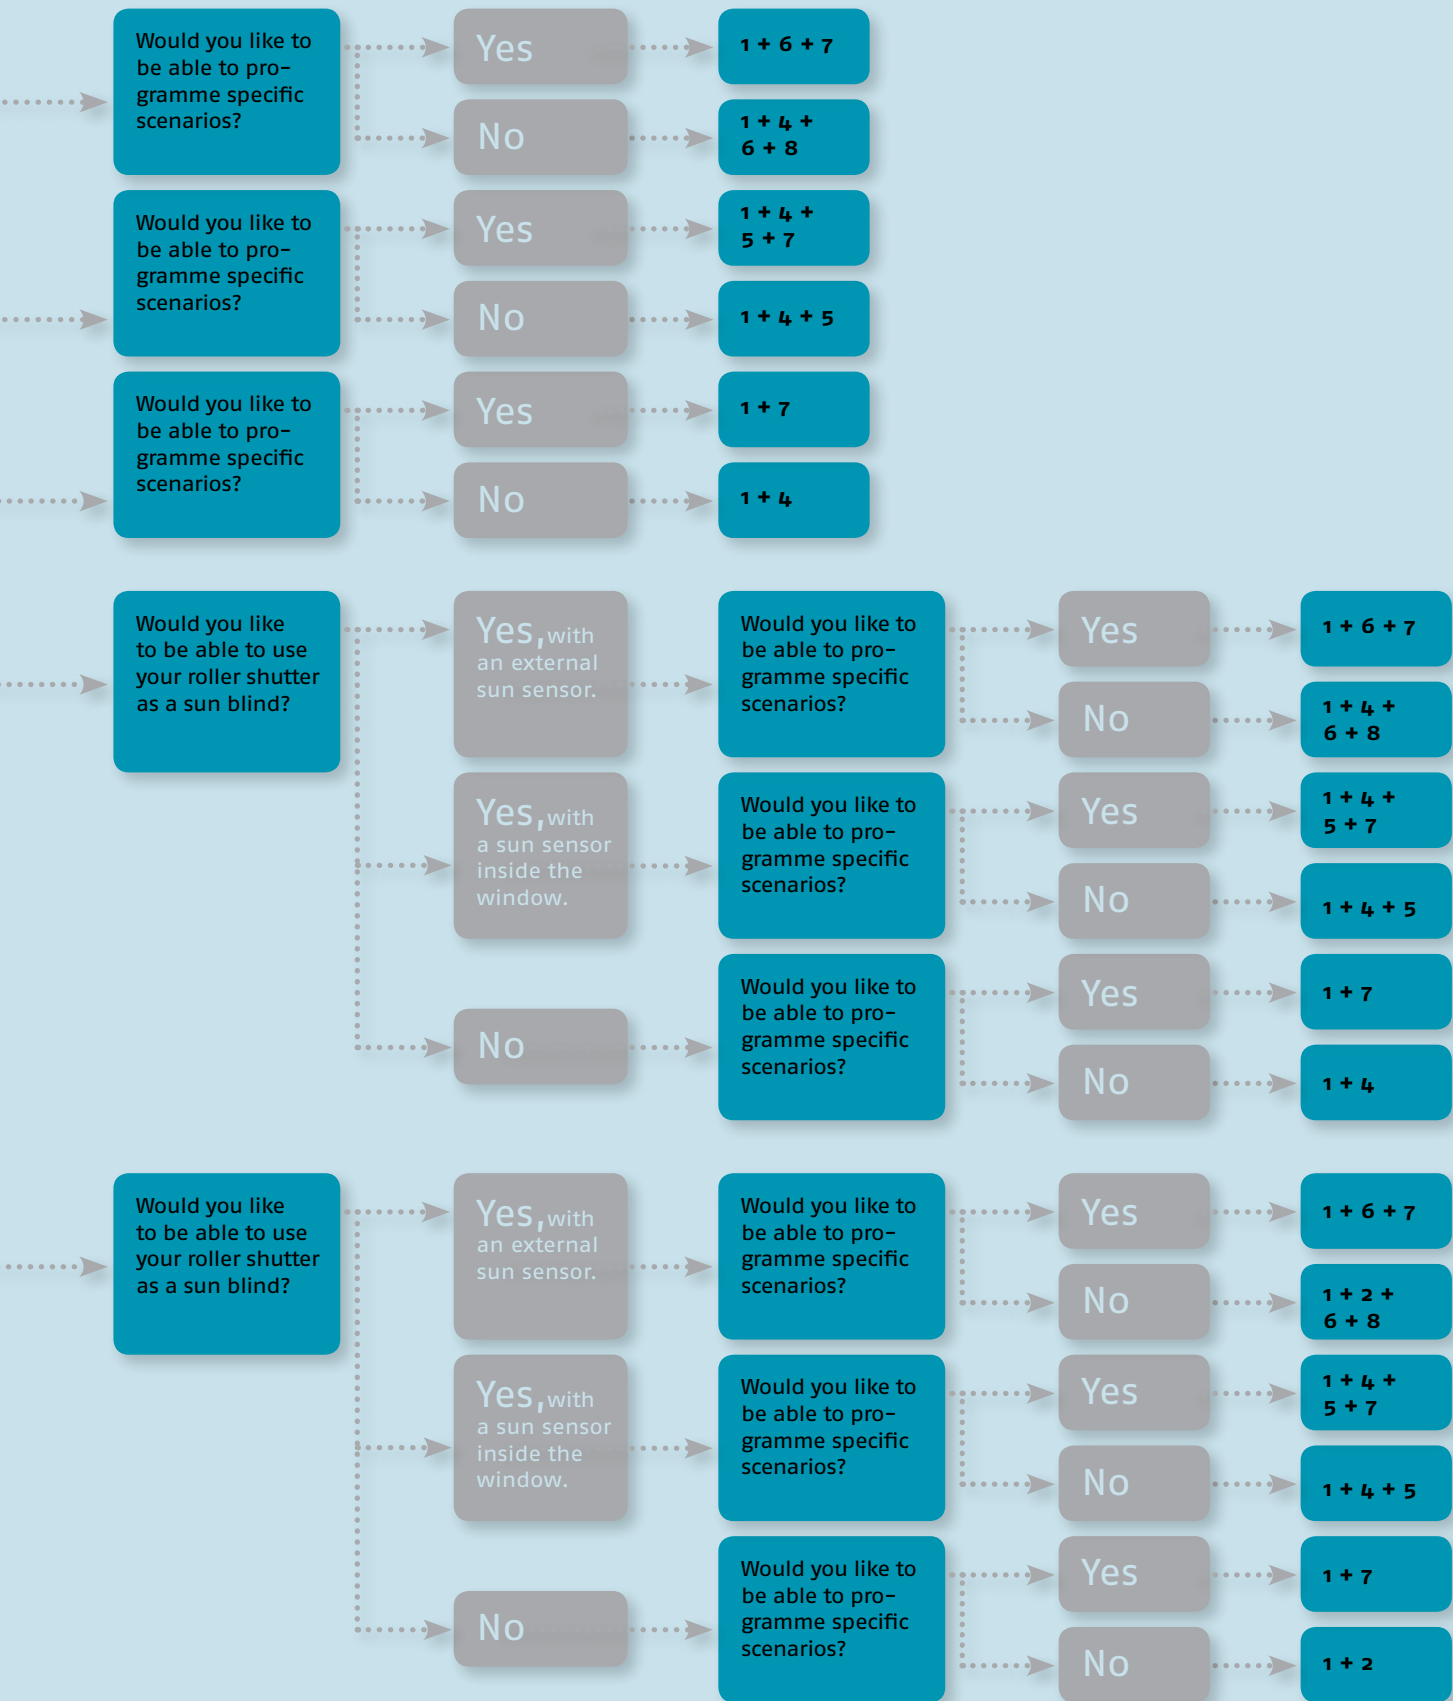 Would you like to
be able to pro-
gramme specific
scenarios?
Yes
1 + 6 + 7
No
1 + 4 +
6 + 8
Would you like to
be able to pro-
gramme specific
scenarios?
Yes
1 + 4 +
5 + 7
No
1 + 4 + 5
Would you like to
be able to pro-
gramme specific
scenarios?
Yes
1 + 7
No
1 + 4
Would you like
to be able to use
your roller shutter
as a sun blind?
Yes, with
an external
sun sensor.
Would you like to
be able to pro-
gramme specific
scenarios?
Yes
1 + 6 + 7
No
1 + 4 +
6 + 8
Yes, with
a sun sensor
inside the
window.
Would you like to
be able to pro-
gramme specific
scenarios?
Yes
1 + 4 +
5 + 7
No
1 + 4 + 5
No
Would you like to
be able to pro-
gramme specific
scenarios?
Yes
1 + 7
No
1 + 4
Would you like
to be able to use
your roller shutter
as a sun blind?
Yes, with
an external
sun sensor.
Would you like to
be able to pro-
gramme specific
scenarios?
Yes
1 + 6 + 7
No
1 + 2 +
6 + 8
Yes, with
a sun sensor
inside the
window.
Would you like to
be able to pro-
gramme specific
scenarios?
Yes
1 + 4 +
5 + 7
No
1 + 4 + 5
No
Would you like to
be able to pro-
gramme specific
scenarios?
Yes
1 + 7
No
1 + 2